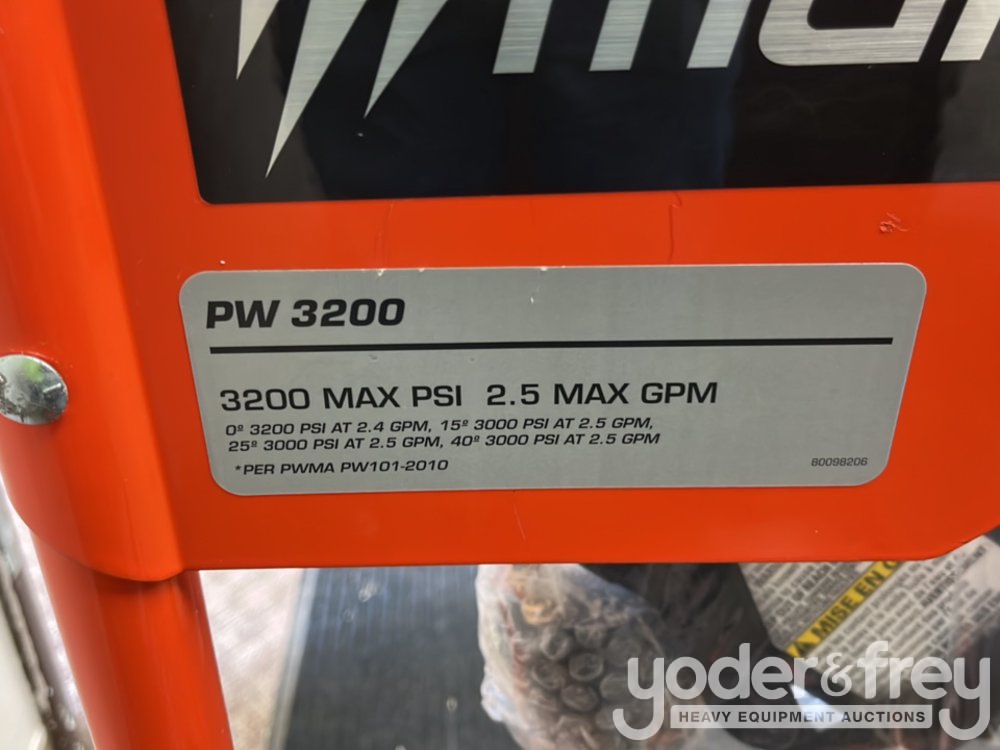 PW 3200
3200 MAX PSI 2.5 MAX GPM
0º 3200 PSI AT 2.4 GPM, 15º 3000 PSI AT 2.5 GPM,
25º 3000 PSI AT 2.5 GPM, 40º 3000 PSI AT 2.5 GPM
*PER PWMA PW101-2010
80098206
MISE EN
yoder&frey
HEAVY EQUIPMENT AUCTIONS